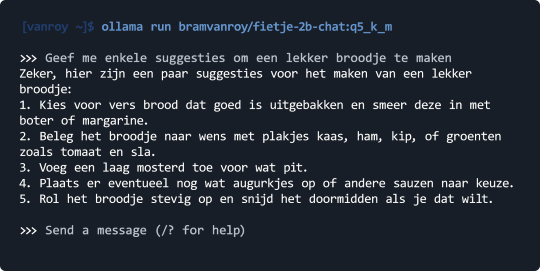 [vanroy ~]$ ollama run bramvanroy/fietje-2b-chat:q5_k_m
>>> Geef me enkele suggesties om een lekker broodje te maken
Zeker, hier zijn een paar suggesties voor het maken van een lekker
broodje:
1. Kies voor vers brood dat goed is uitgebakken en smeer deze in met
boter of margarine.
2. Beleg het broodje naar wens met plakjes kaas, ham, kip, of groenten
zoals tomaat en sla.
3. Voeg een laag mosterd toe voor wat pit.
4. Plaats er eventueel nog wat augurkjes op of andere sauzen naar keuze.
5. Rol het broodje stevig op en snijd het doormidden als je dat wilt.
>>> Send a message (/? for help)